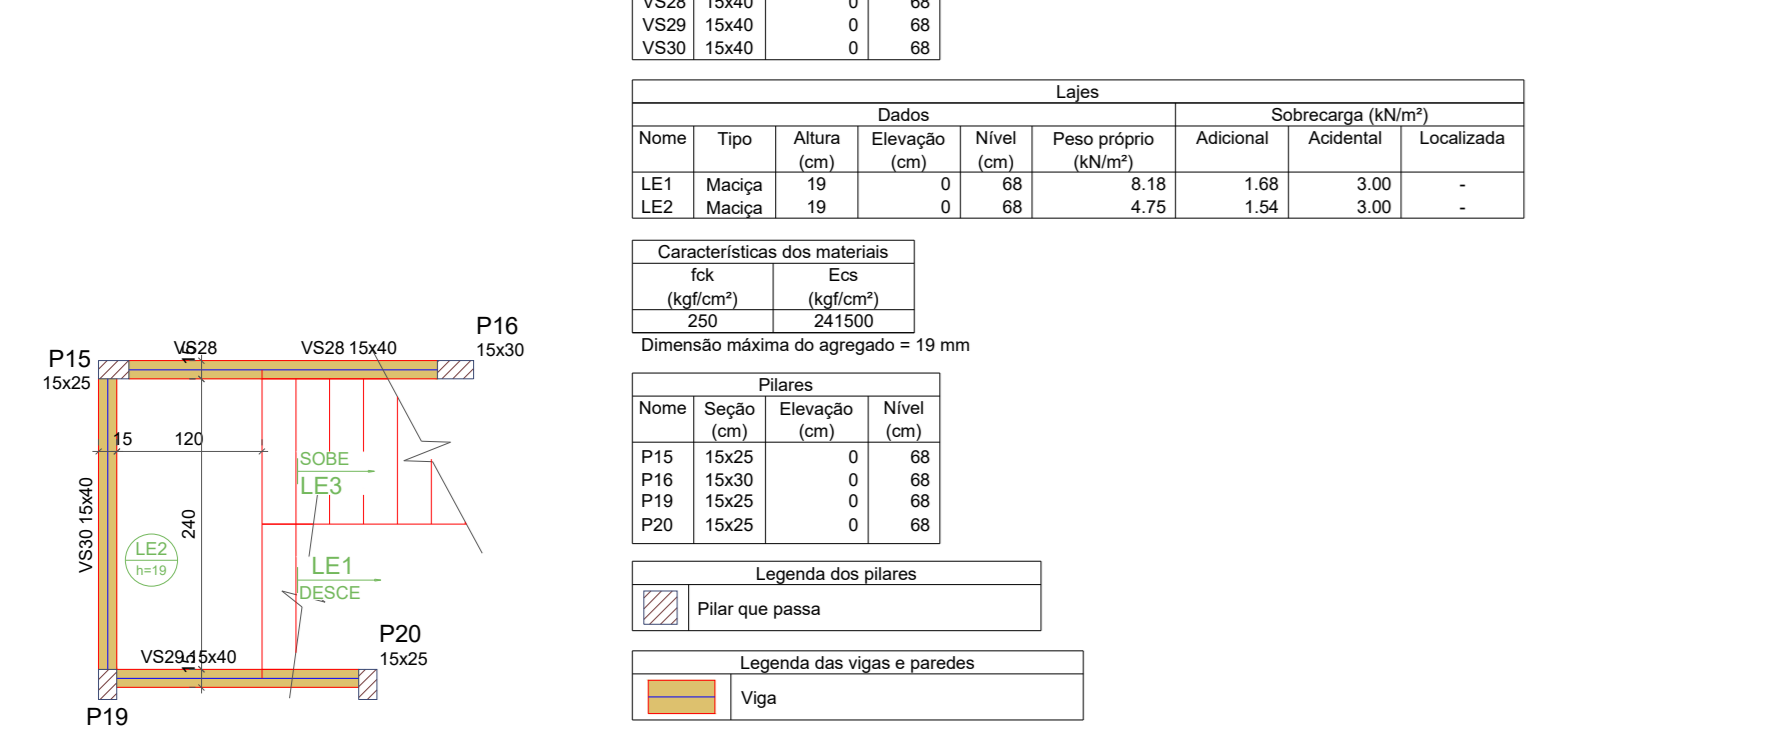 VS28 15x40 0 68
VS29 15x40 0 68
VS30 15x40 0 68
Lajes
Dados Sobrecarga (kN/m²)
Nome Tipo Altura Elevação Nível Peso próprio Adicional Acidental Localizada
(cm) (cm) (cm) (kN/m²)
LE1 Maciça 19 0 68 8.18 1.68 3.00 -
LE2 Maciça 19 0 68 4.75 1.54 3.00 -
Características dos materiais
fck Ecs
(kgf/cm²) (kgf/cm²)
250 241500
Dimensão máxima do agregado = 19 mm
Pilares
Nome Seção Elevação Nível
(cm) (cm) (cm)
P15 15x25 0 68
P16 15x30 0 68
P19 15x25 0 68
P20 15x25 0 68
Legenda dos pilares
Pilar que passa
Legenda das vigas e paredes
Viga
P16
15x30
VS28
VS28 15x40
15
P15
15x25
15
120
SOBE
LE3
VS30 15x40
240
LE2
h=19
LE1
DESCE
P20
15x25
VS29 15x40
15
P19